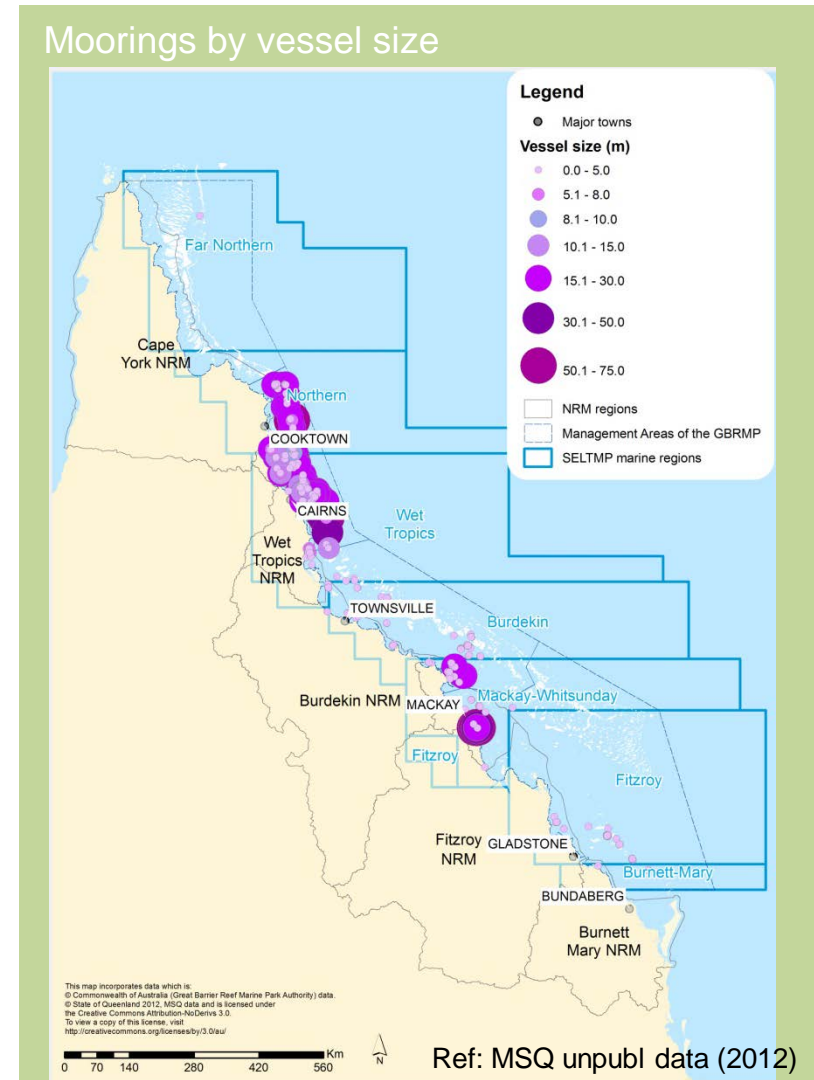 Moorings by vessel size
Legend
Major towns
Vessel size (m)
0.0 - 5.0
5.1 - 8.0
8.1 - 10.0
10.1 - 15.0
15.1 - 30.0
30.1 - 50.0
50.1 - 75.0
NRM regions
Management Areas of the GBRMP
SELTMP marine regions
Far Northern
Cape
York NRM
Northern
COOKTOWN
CAIRNS
Wet
Tropics
Wet
Tropics
NRM
TOWNSVILLE
Burdekin
Burdekin NRM
MACKAY
Mackay-Whitsunday
Fitzroy
Fitzroy
Fitzroy
NRM
GLADSTONE
Burnett-Mary
BUNDABERG
Burnett
Mary NRM
This map incorporates data which is:
© Commonwealth of Australia (Great Barrier Reef Marine Park Authority) data.
© State of Queenland 2012, MSQ data and is licensed under
the Creative Commons Attribution-NoDerivs 3.0.
To view a copy of this license, visit
http://creativecommons.org/licenses/by/3.0/au/
Km
0 70 140 280 420 560
N
Ref: MSQ unpubl data (2012)